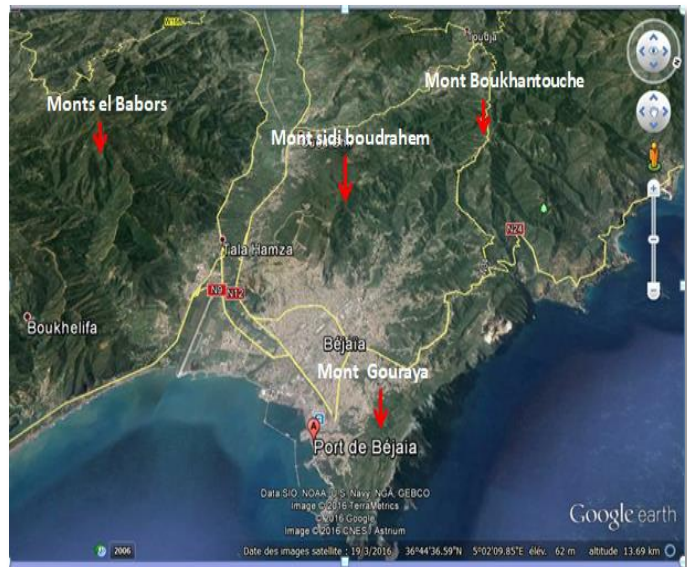 Toudja
Mont Boukhantouche
Monts el Babors
Mont sidi boudrahem
N24
Tala Hamza
N9
N12
Boukhelifa
Béjaïa
Mont Gouraya
A
Port de Béjaia
Data SIO, NOAA, U.S. Navy, NGA, GEBCO
Image © 2016 TerraMetrics
© 2016 Google
Image © 2016 CNES / Astrium
Google earth
2006
Date des images satellite : 19/3/2016 36°44'36.59"N 5°02'09.85"E élév. 62 m altitude 13.69 km